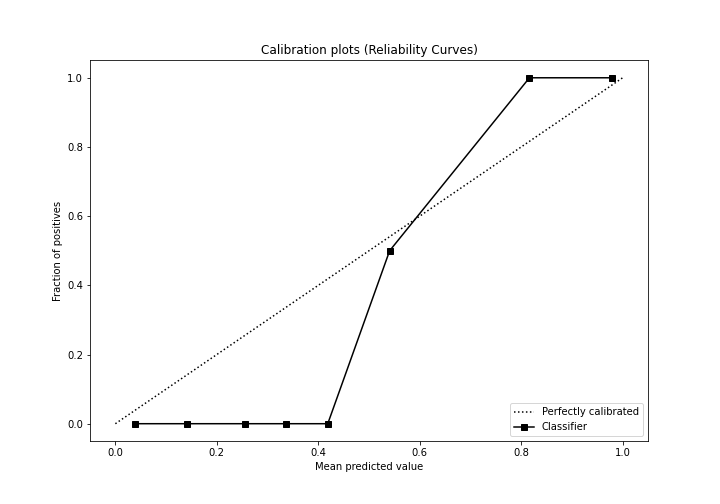 Calibration plots (Reliability Curves)
1.0
0.8
0.6
0.4
0.2
0.0
Fraction of positives
0.0 0.2 0.4 0.6 0.8 1.0
Mean predicted value
Perfectly calibrated
Classifier